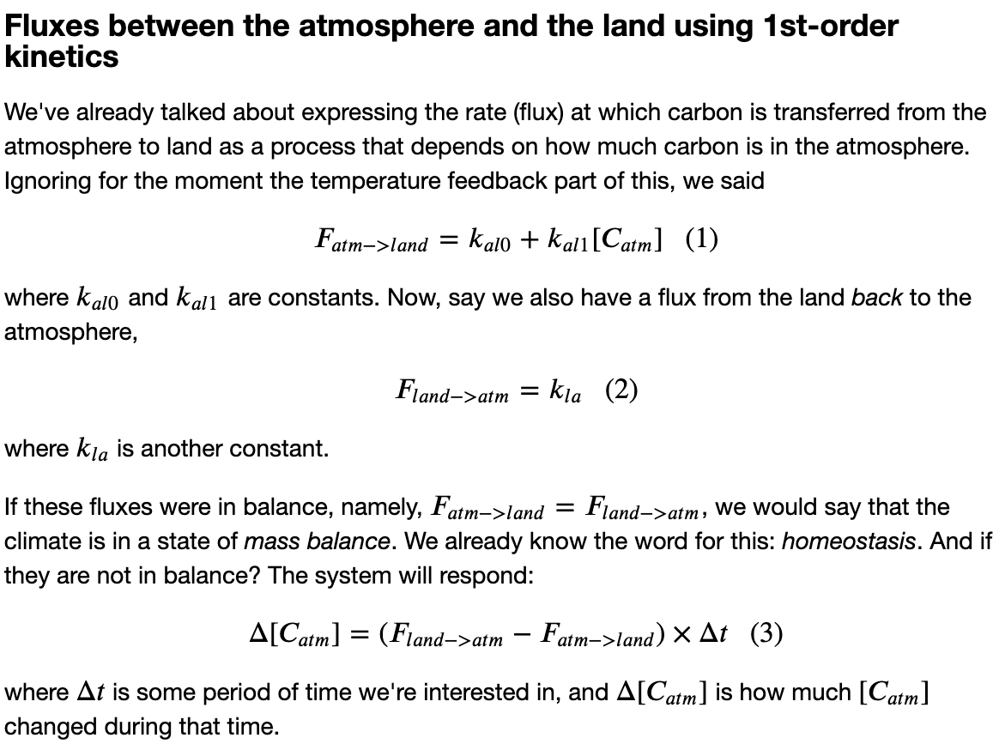 Fluxes between the atmosphere and the land using 1st-order
kinetics
We've already talked about expressing the rate (flux) at which carbon is transferred from the
atmosphere to land as a process that depends on how much carbon is in the atmosphere.
Ignoring for the moment the temperature feedback part of this, we said
F_{atm->land} = k_{al0} + k_{al1}[C_{atm}] (1)
where k_{al0} and k_{al1} are constants. Now, say we also have a flux from the land back to the
atmosphere,
F_{land->atm} = k_{la} (2)
where k_{la} is another constant.
If these fluxes were in balance, namely, F_{atm->land} = F_{land->atm}, we would say that the
climate is in a state of mass balance. We already know the word for this: homeostasis. And if
they are not in balance? The system will respond:
Δ[C_{atm}] = (F_{land->atm} − F_{atm->land}) × Δt (3)
where Δt is some period of time we're interested in, and Δ[C_{atm}] is how much [C_{atm}]
changed during that time.